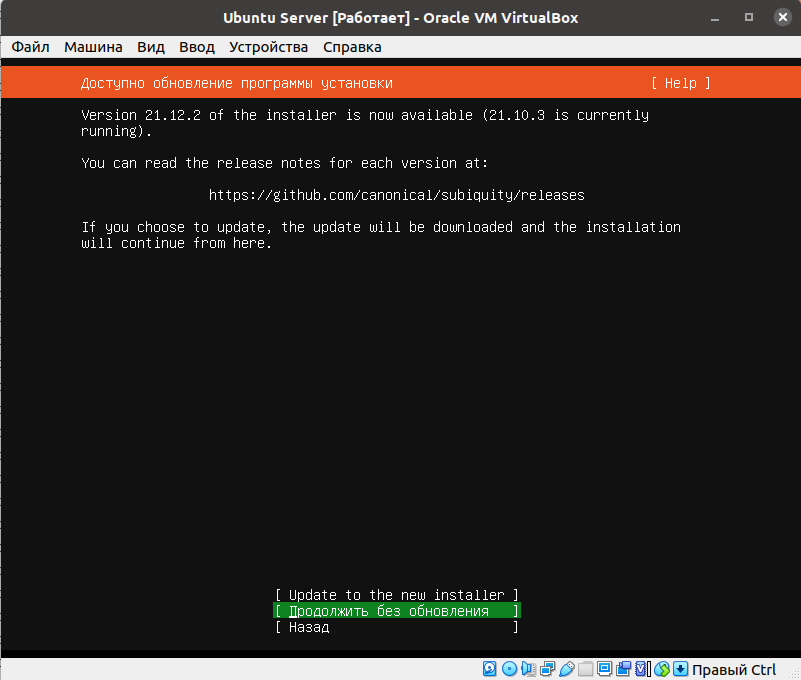 Ubuntu Server [Работает] - Oracle VM VirtualBox
Файл Машина Вид Ввод Устройства Справка
Доступно обновление программы установки [ Help ]
Version 21.12.2 of the installer is now available (21.10.3 is currently
running).
You can read the release notes for each version at:
https://github.com/canonical/subiquity/releases
If you choose to update, the update will be downloaded and the installation
will continue from here.
[ Update to the new installer ]
[ Продолжить без обновления ]
[ Назад ]
Правый Ctrl